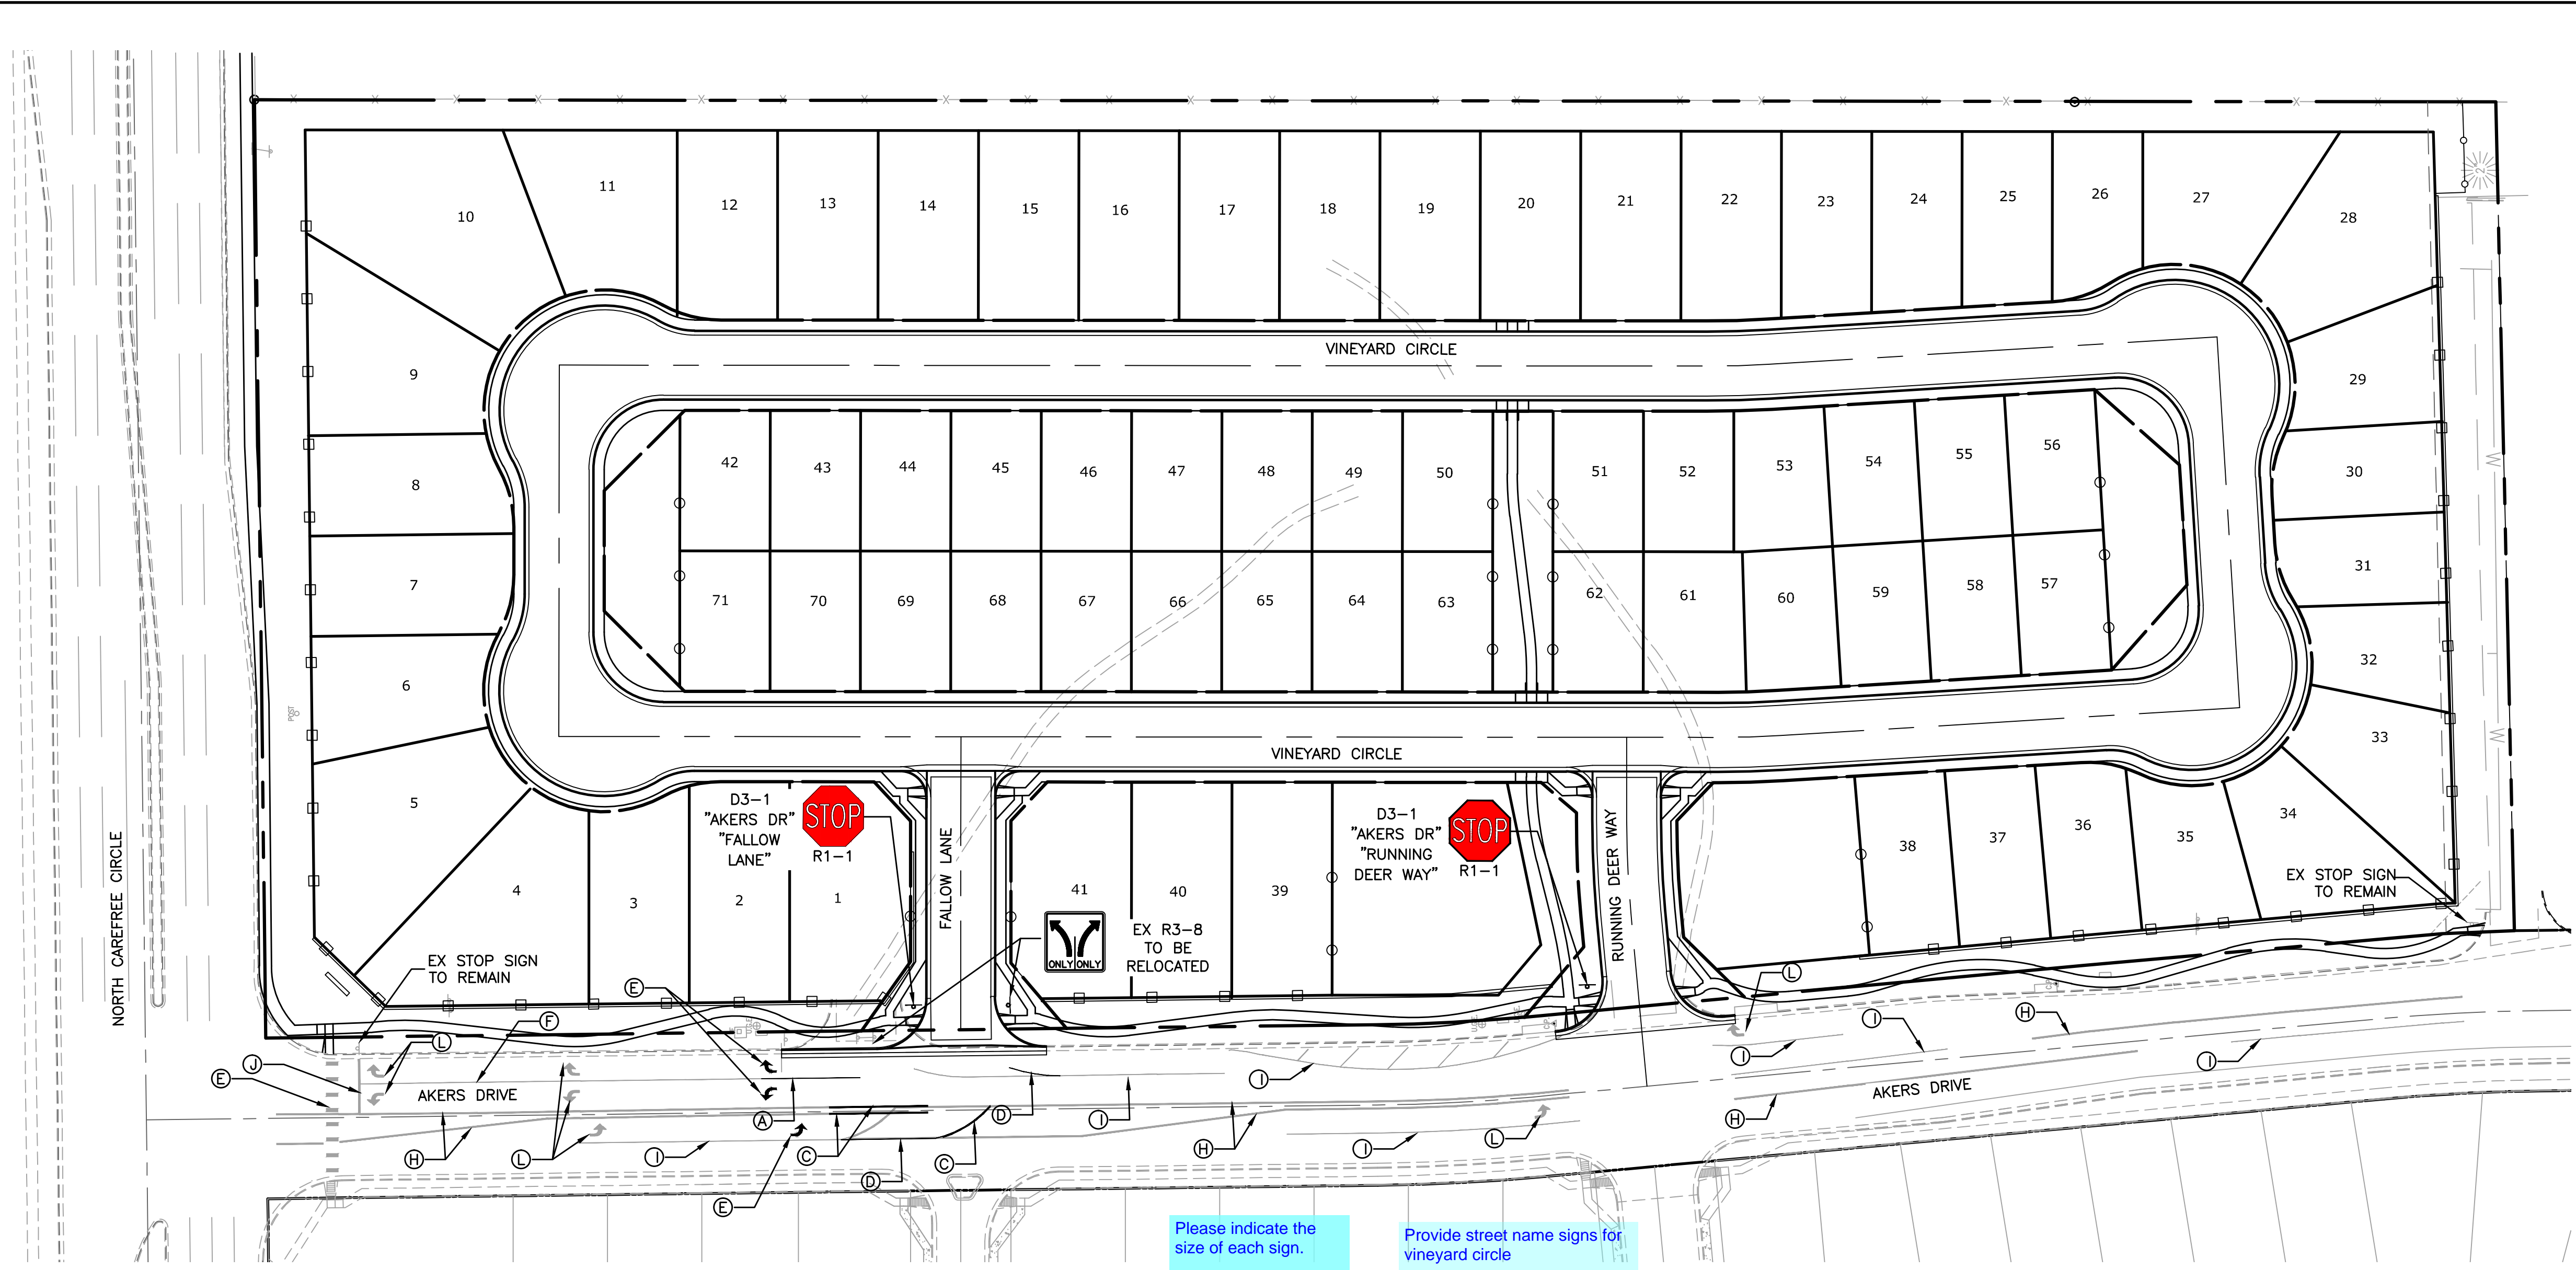 10
11
12
13
14
15
16
17
18
19
20
21
22
23
24
25
26
27
28
2
9
8
7
6
5
29
30
31
32
33
VINEYARD CIRCLE
42
43
44
45
46
47
48
49
50
51
52
53
54
55
56
71
70
69
68
67
66
65
64
63
62
61
60
59
58
57
POST
VINEYARD CIRCLE
NORTH CAREFREE CIRCLE
4
3
2
1
D3-1
"AKERS DR"
"FALLOW
LANE"
STOP
R1-1
FALLOW LANE
41
40
39
ONLY ONLY
EX R3-8
TO BE
RELOCATED
D3-1
"AKERS DR"
"RUNNING
DEER WAY"
STOP
R1-1
RUNNING DEER WAY
38
37
36
35
34
EX STOP SIGN
TO REMAIN
EX STOP SIGN
TO REMAIN
E
F
L
J
E
L
I
H
I
I
I
I
AKERS DRIVE
A
D
I
H
L
I
E
C
D
C
H
I
L
H
AKERS DRIVE
Please indicate the
size of each sign.
Provide street name signs for
vineyard circle